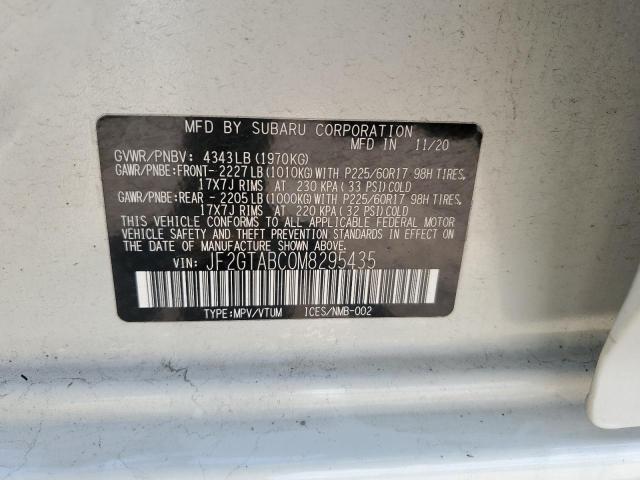 MFD BY SUBARU CORPORATION
MFD IN 11/20
GVWR/PNBV: 4343LB(1970KG)
GAWR/PNBE:FRONT-2227LB(1010KG)WITH P225/60R17 98H TIRES,
17X7J RIMS AT 230 KPA(33 PSI)COLD
GAWR/PNBE:REAR -2205LB(1000KG)WITH P225/60R17 98H TIRES,
17X7J RIMS AT 220 KPA(32 PSI)COLD
THIS VEHICLE CONFORMS TO ALL APPLICABLE FEDERAL MOTOR
VEHICLE SAFETY AND THEFT PREVENTION STANDARDS IN EFFECT ON
THE DATE OF MANUFACTURE SHOWN ABOVE.
VIN: JF2GTABC0M8295435
TYPE:MPV/VTUM ICES/NMB-002